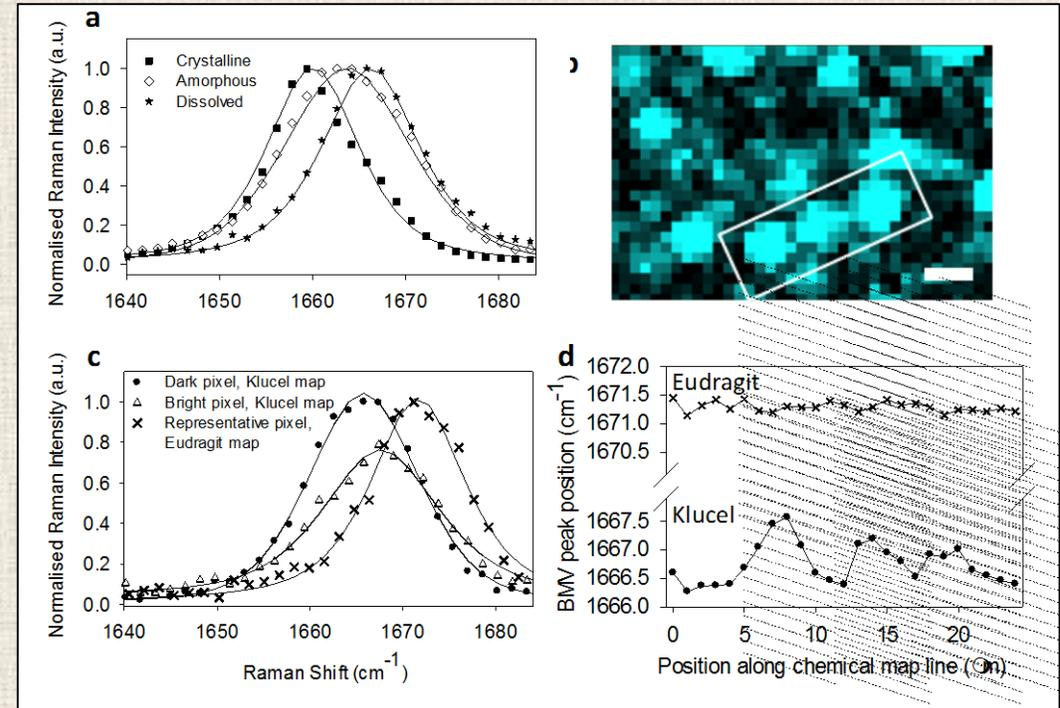 a
Normalised Raman Intensity (a.u.)
Crystalline
Amorphous
Dissolved
1.0
0.8
0.6
0.4
0.2
0.0
1640 1650 1660 1670 1680
b
c
Normalised Raman Intensity (a.u.)
Dark pixel, Klucel map
Bright pixel, Klucel map
Representative pixel,
Eudragit map
1.0
0.8
0.6
0.4
0.2
0.0
1640 1650 1660 1670 1680
Raman Shift (cm-1)
d
BMV peak position (cm-1)
1672.0
1671.5
1671.0
1670.5
1667.5
1667.0
1666.5
1666.0
Eudragit
Klucel
0 5 10 15 20
Position along chemical map line